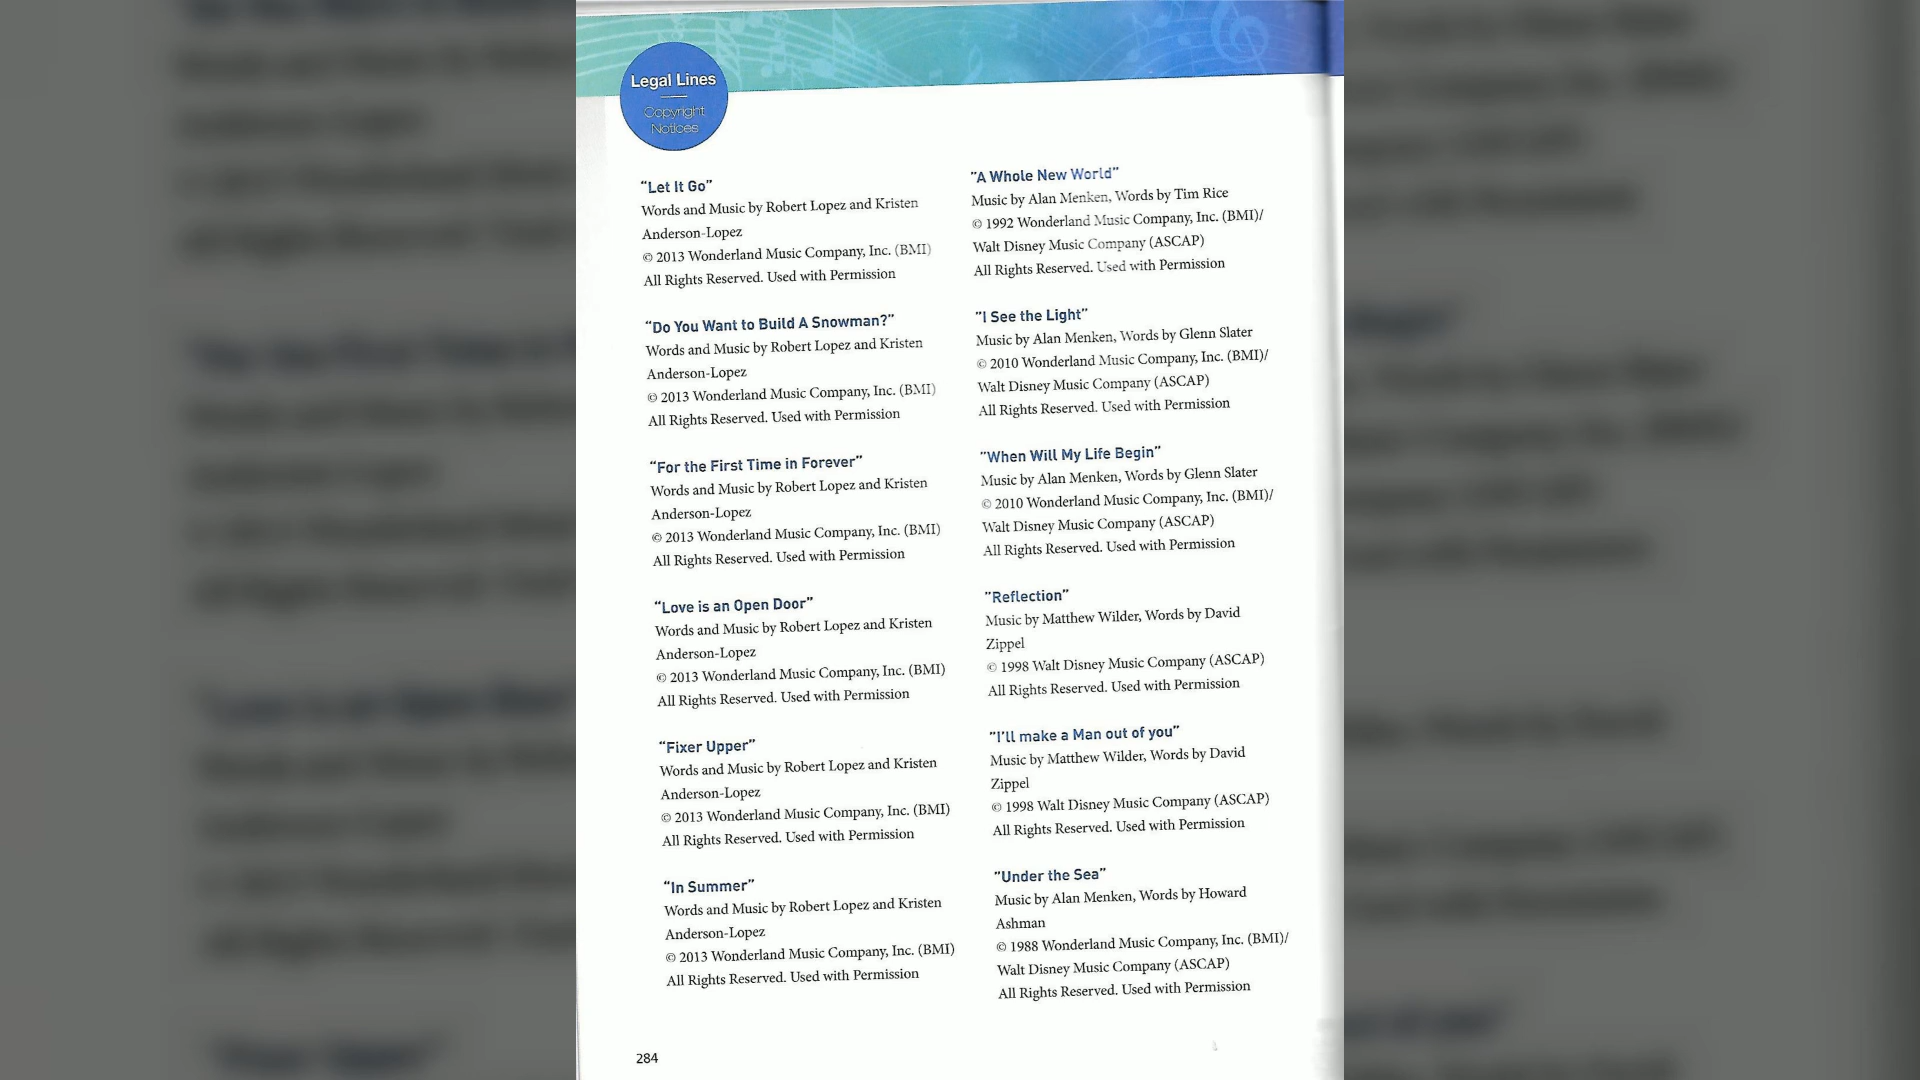 Legal Lines
Copyright
Notices
“Let It Go”
Words and Music by Robert Lopez and Kristen
Anderson-Lopez
© 2013 Wonderland Music Company, Inc. (BMI)
All Rights Reserved. Used with Permission
“Do You Want to Build A Snowman?”
Words and Music by Robert Lopez and Kristen
Anderson-Lopez
© 2013 Wonderland Music Company, Inc. (BMI)
All Rights Reserved. Used with Permission
“For the First Time in Forever”
Words and Music by Robert Lopez and Kristen
Anderson-Lopez
© 2013 Wonderland Music Company, Inc. (BMI)
All Rights Reserved. Used with Permission
“Love is an Open Door”
Words and Music by Robert Lopez and Kristen
Anderson-Lopez
© 2013 Wonderland Music Company, Inc. (BMI)
All Rights Reserved. Used with Permission
“Fixer Upper”
Words and Music by Robert Lopez and Kristen
Anderson-Lopez
© 2013 Wonderland Music Company, Inc. (BMI)
All Rights Reserved. Used with Permission
“In Summer”
Words and Music by Robert Lopez and Kristen
Anderson-Lopez
© 2013 Wonderland Music Company, Inc. (BMI)
All Rights Reserved. Used with Permission
“A Whole New World”
Music by Alan Menken, Words by Tim Rice
© 1992 Wonderland Music Company, Inc. (BMI)/
Walt Disney Music Company (ASCAP)
All Rights Reserved. Used with Permission
“I See the Light”
Music by Alan Menken, Words by Glenn Slater
© 2010 Wonderland Music Company, Inc. (BMI)/
Walt Disney Music Company (ASCAP)
All Rights Reserved. Used with Permission
“When Will My Life Begin”
Music by Alan Menken, Words by Glenn Slater
© 2010 Wonderland Music Company, Inc. (BMI)/
Walt Disney Music Company (ASCAP)
All Rights Reserved. Used with Permission
“Reflection”
Music by Matthew Wilder, Words by David
Zippel
© 1998 Walt Disney Music Company (ASCAP)
All Rights Reserved. Used with Permission
“I’ll make a Man out of you”
Music by Matthew Wilder, Words by David
Zippel
© 1998 Walt Disney Music Company (ASCAP)
All Rights Reserved. Used with Permission
“Under the Sea”
Music by Alan Menken, Words by Howard
Ashman
© 1988 Wonderland Music Company, Inc. (BMI)/
Walt Disney Music Company (ASCAP)
All Rights Reserved. Used with Permission
284